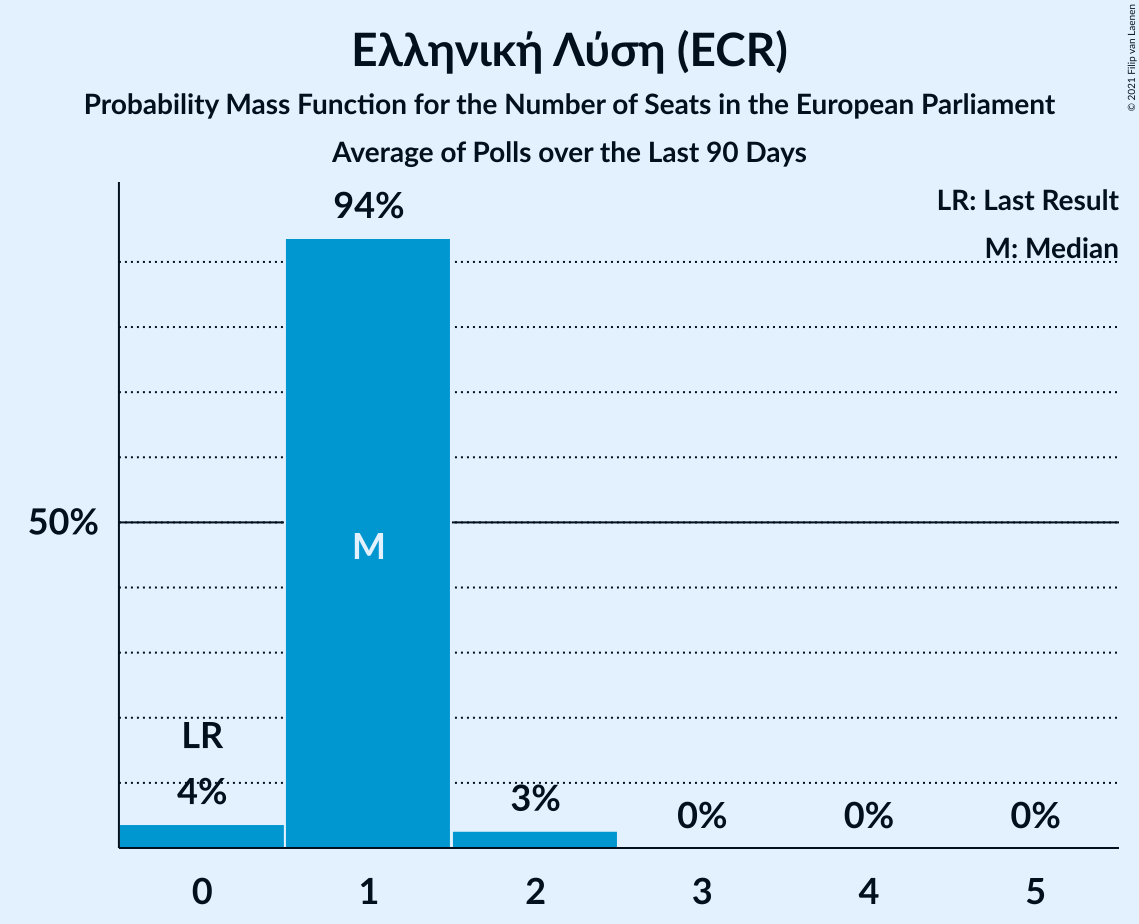 Ελληνική Λύση (ECR)
Probability Mass Function for the Number of Seats in the European Parliament
Average of Polls over the Last 90 Days
© 2021 Filip van Laenen
LR: Last Result
M: Median
94%
50%
M
LR
4%
3%
0%
0%
0%
0
1
2
3
4
5